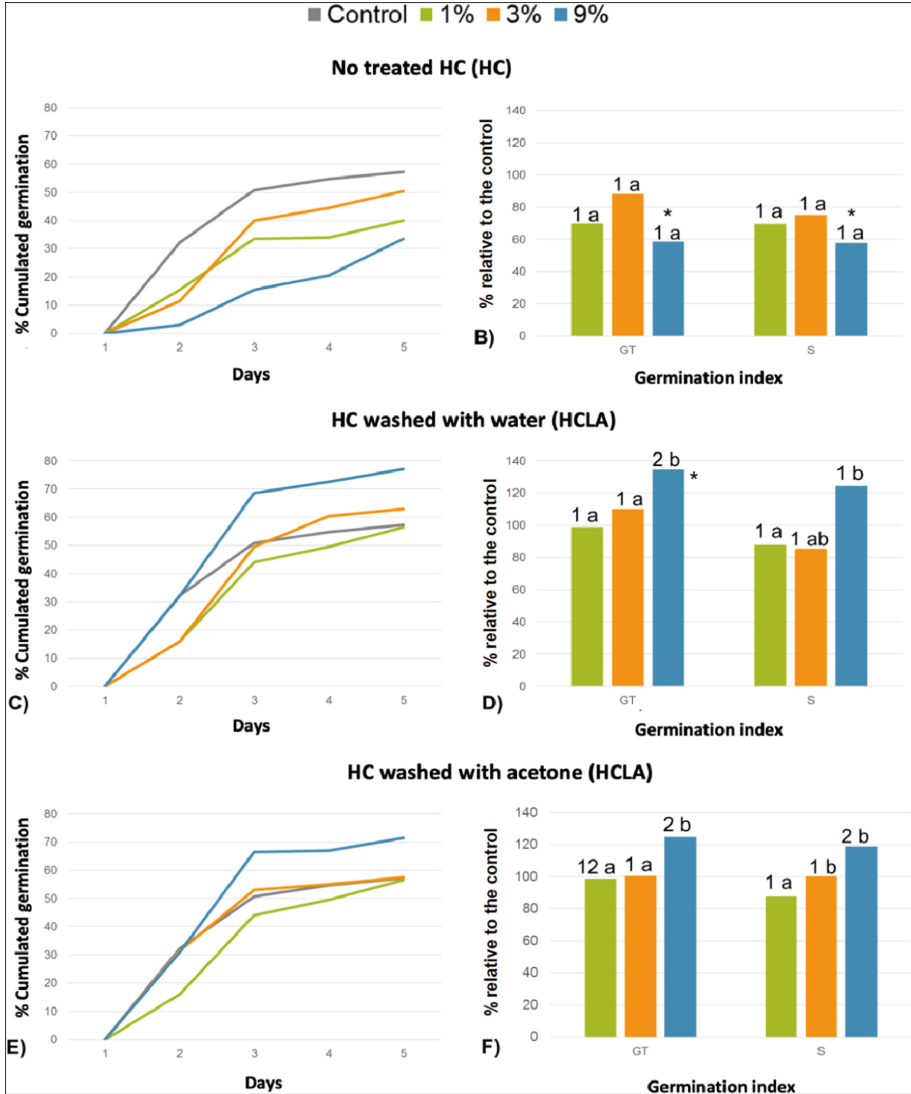 Control 1% 3% 9%
No treated HC (HC)
% Cumulated germination
80
70
60
50
40
30
20
10
0
1 2 3 4 5
Days
B)
% relative to the control
140
120
100
80
60
40
20
0
1 a 1 a * 1 a
1 a 1 a * 1 a
GT S
Germination index
HC washed with water (HCLA)
C)
% Cumulated germination
80
70
60
50
40
30
20
10
0
1 2 3 4 5
Days
D)
% relative to the control
140
120
100
80
60
40
20
0
1 a 1 a 2 b *
1 a 1 ab 1 b
GT S
Germination index
HC washed with acetone (HCLA)
E)
% Cumulated germination
80
70
60
50
40
30
20
10
0
1 2 3 4 5
Days
F)
% relative to the control
140
120
100
80
60
40
20
0
12 a 1 a 2 b
1 a 1 b 2 b
GT S
Germination index